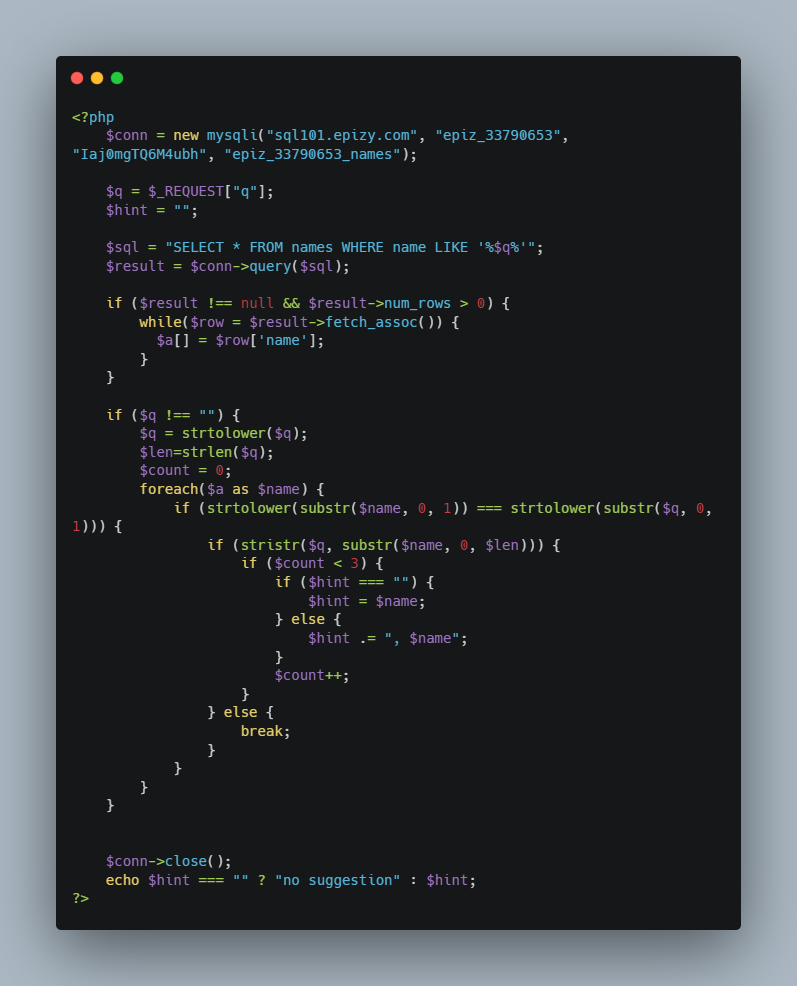 <?php
    $conn = new mysqli("sql101.epizy.com", "epiz_33790653",
"Iaj0mgTQ6M4ubh", "epiz_33790653_names");

    $q = $_REQUEST["q"];
    $hint = "";

    $sql = "SELECT * FROM names WHERE name LIKE '%$q%'";
    $result = $conn->query($sql);

    if ($result !== null && $result->num_rows > 0) {
        while($row = $result->fetch_assoc()) {
          $a[] = $row['name'];
        }
    }

    if ($q !== "") {
        $q = strtolower($q);
        $len=strlen($q);
        $count = 0;
        foreach($a as $name) {
            if (strtolower(substr($name, 0, 1)) === strtolower(substr($q, 0,
1))) {
                if (stristr($q, substr($name, 0, $len))) {
                    if ($count < 3) {
                        if ($hint === "") {
                            $hint = $name;
                        } else {
                            $hint .= ", $name";
                        }
                        $count++;
                    }
                } else {
                    break;
                }
            }
        }
    }


    $conn->close();
    echo $hint === "" ? "no suggestion" : $hint;
?>